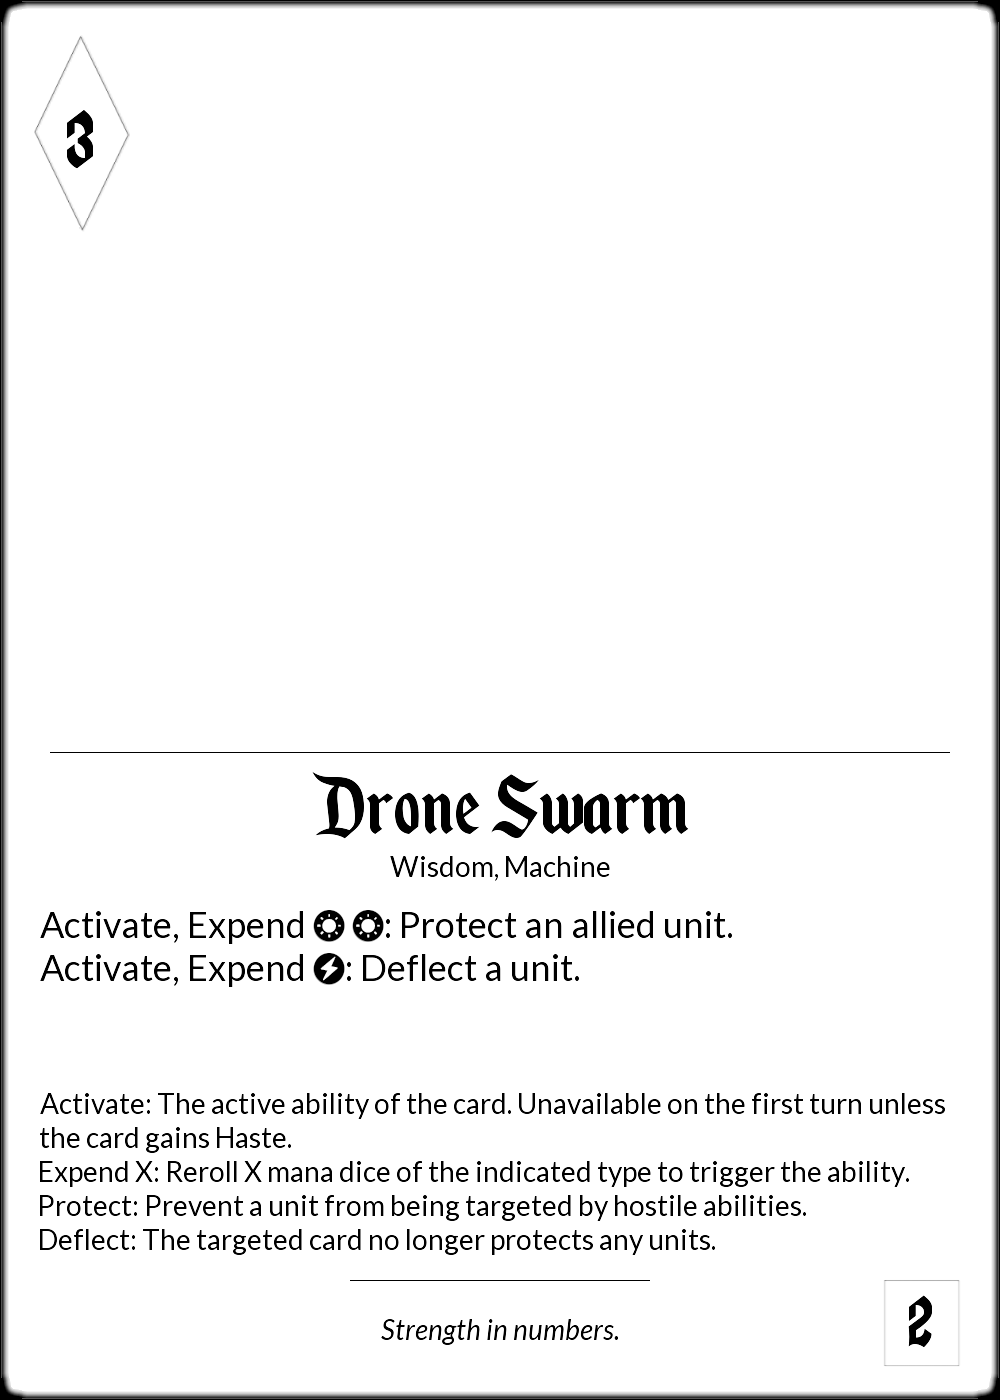 3
Drone Swarm
Wisdom, Machine
Activate, Expend : Protect an allied unit.
Activate, Expend : Deflect a unit.
Activate: The active ability of the card. Unavailable on the first turn unless
the card gains Haste.
Expend X: Reroll X mana dice of the indicated type to trigger the ability.
Protect: Prevent a unit from being targeted by hostile abilities.
Deflect: The targeted card no longer protects any units.
Strength in numbers.
2